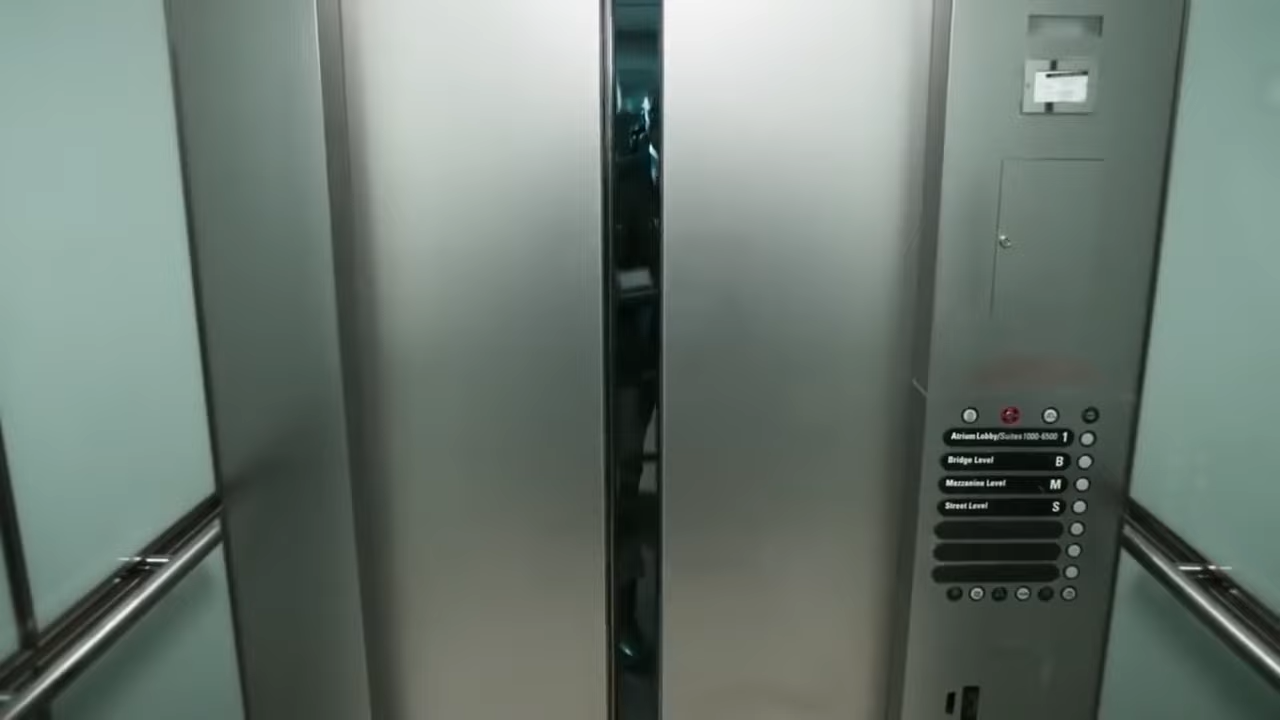 Atrium Lobby/Suites 1000-6500 1
Bridge Level B
Mezzanine Level M
Street Level S